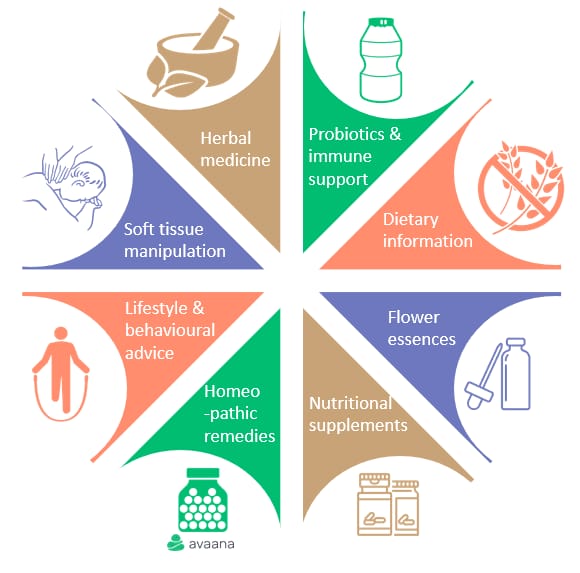 Herbal
medicine
Probiotics &
immune
support
Soft tissue
manipulation
Dietary
information
Lifestyle &
behavioural
advice
Flower
essences
Homeo
-pathic
remedies
Nutritional
supplements
avaana